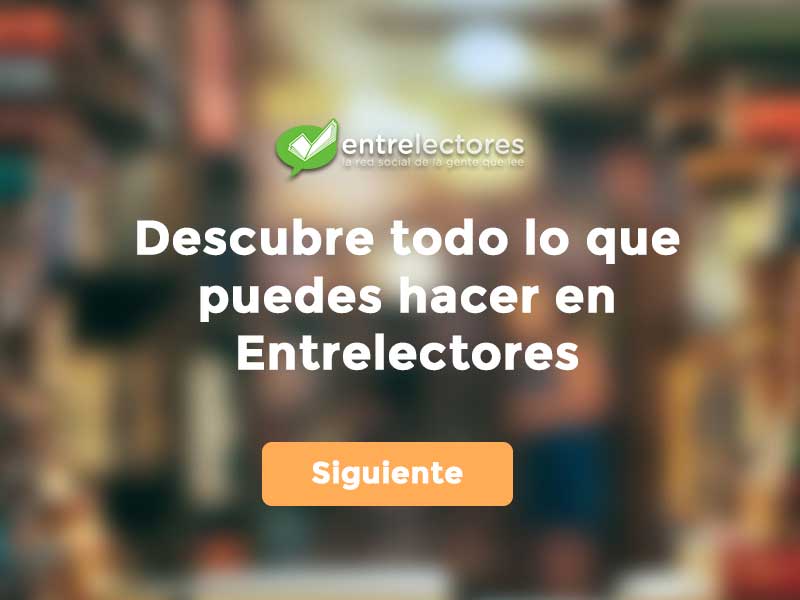 entrelectores
la red social de la gente que lee
Descubre todo lo que
puedes hacer en
Entrelectores
Siguiente